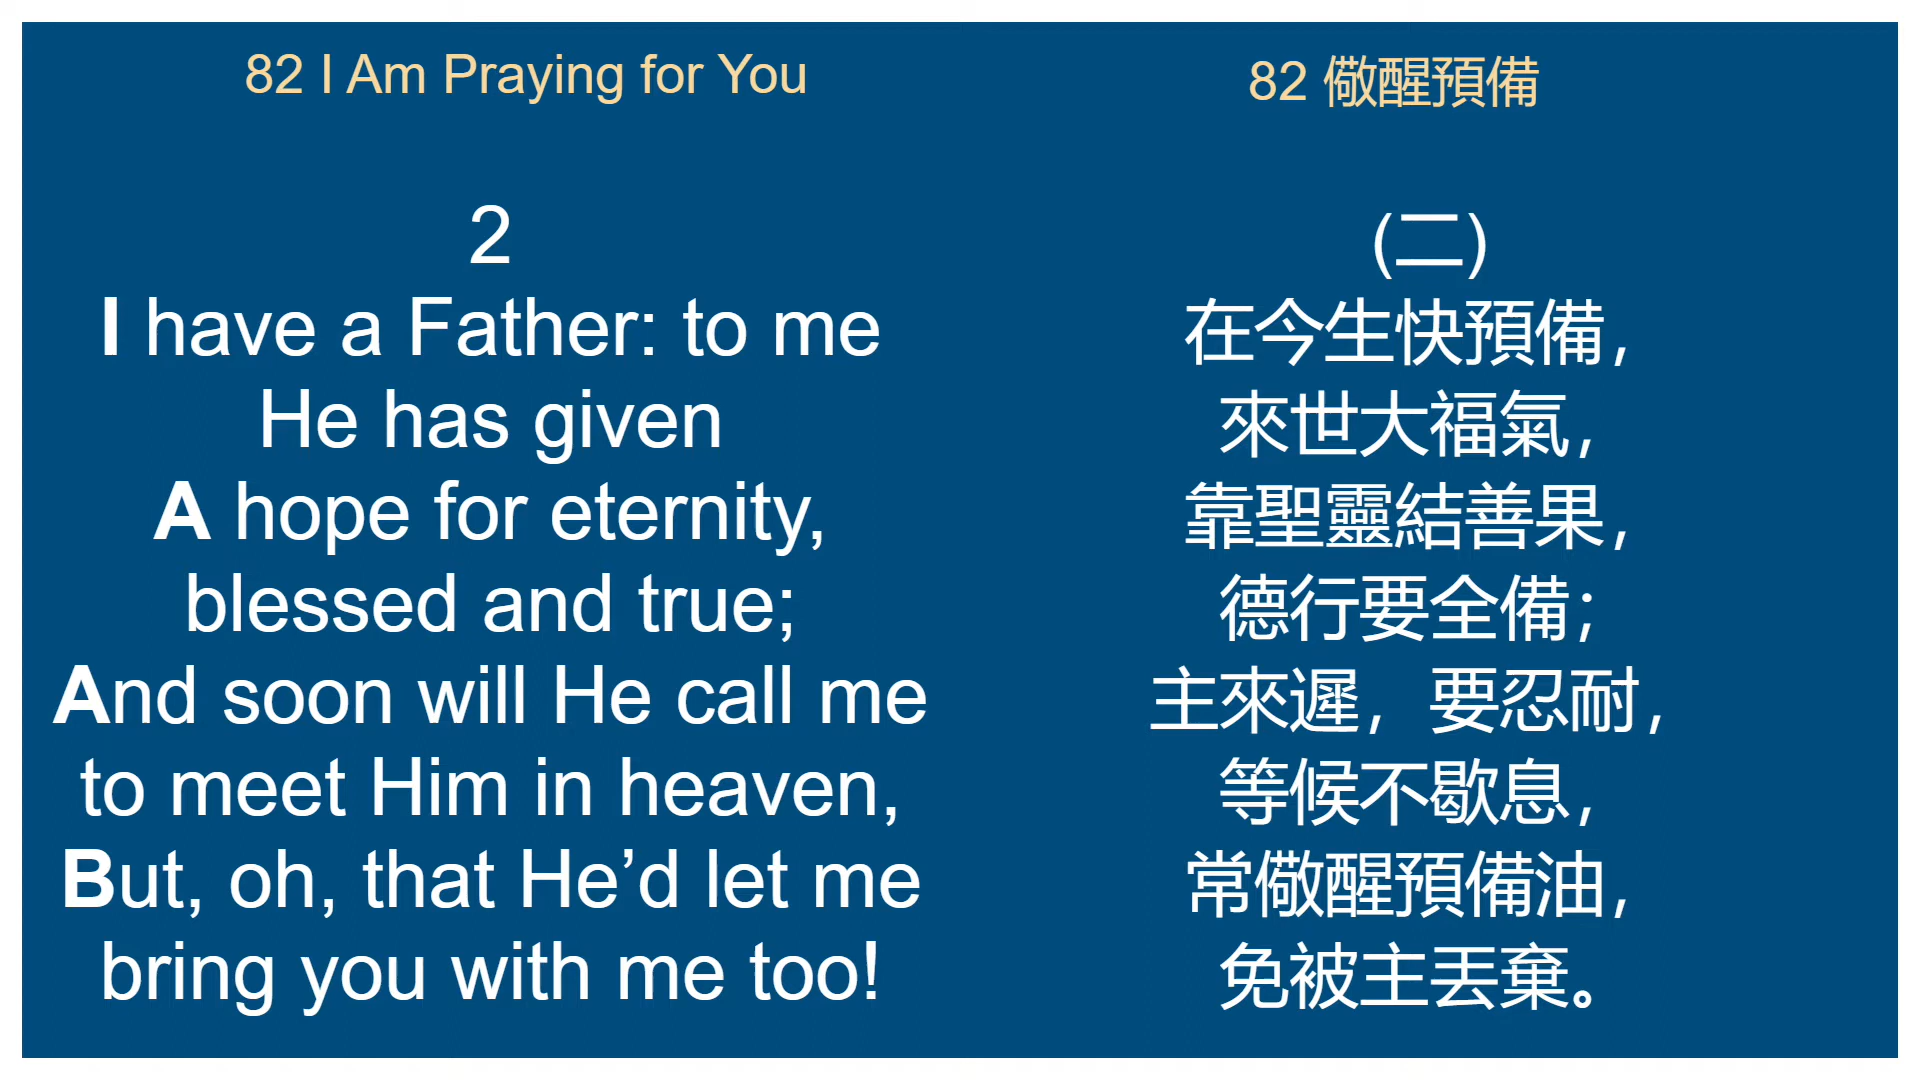 82 I Am Praying for You
2
I have a Father: to me
He has given
A hope for eternity,
blessed and true;
And soon will He call me
to meet Him in heaven,
But, oh, that He’d let me
bring you with me too!
82 儆醒預備
(二)
在今生快預備，
來世大福氣，
靠聖靈結善果，
德行要全備；
主來遲，要忍耐，
等候不歇息，
常儆醒預備油，
免被主丟棄。